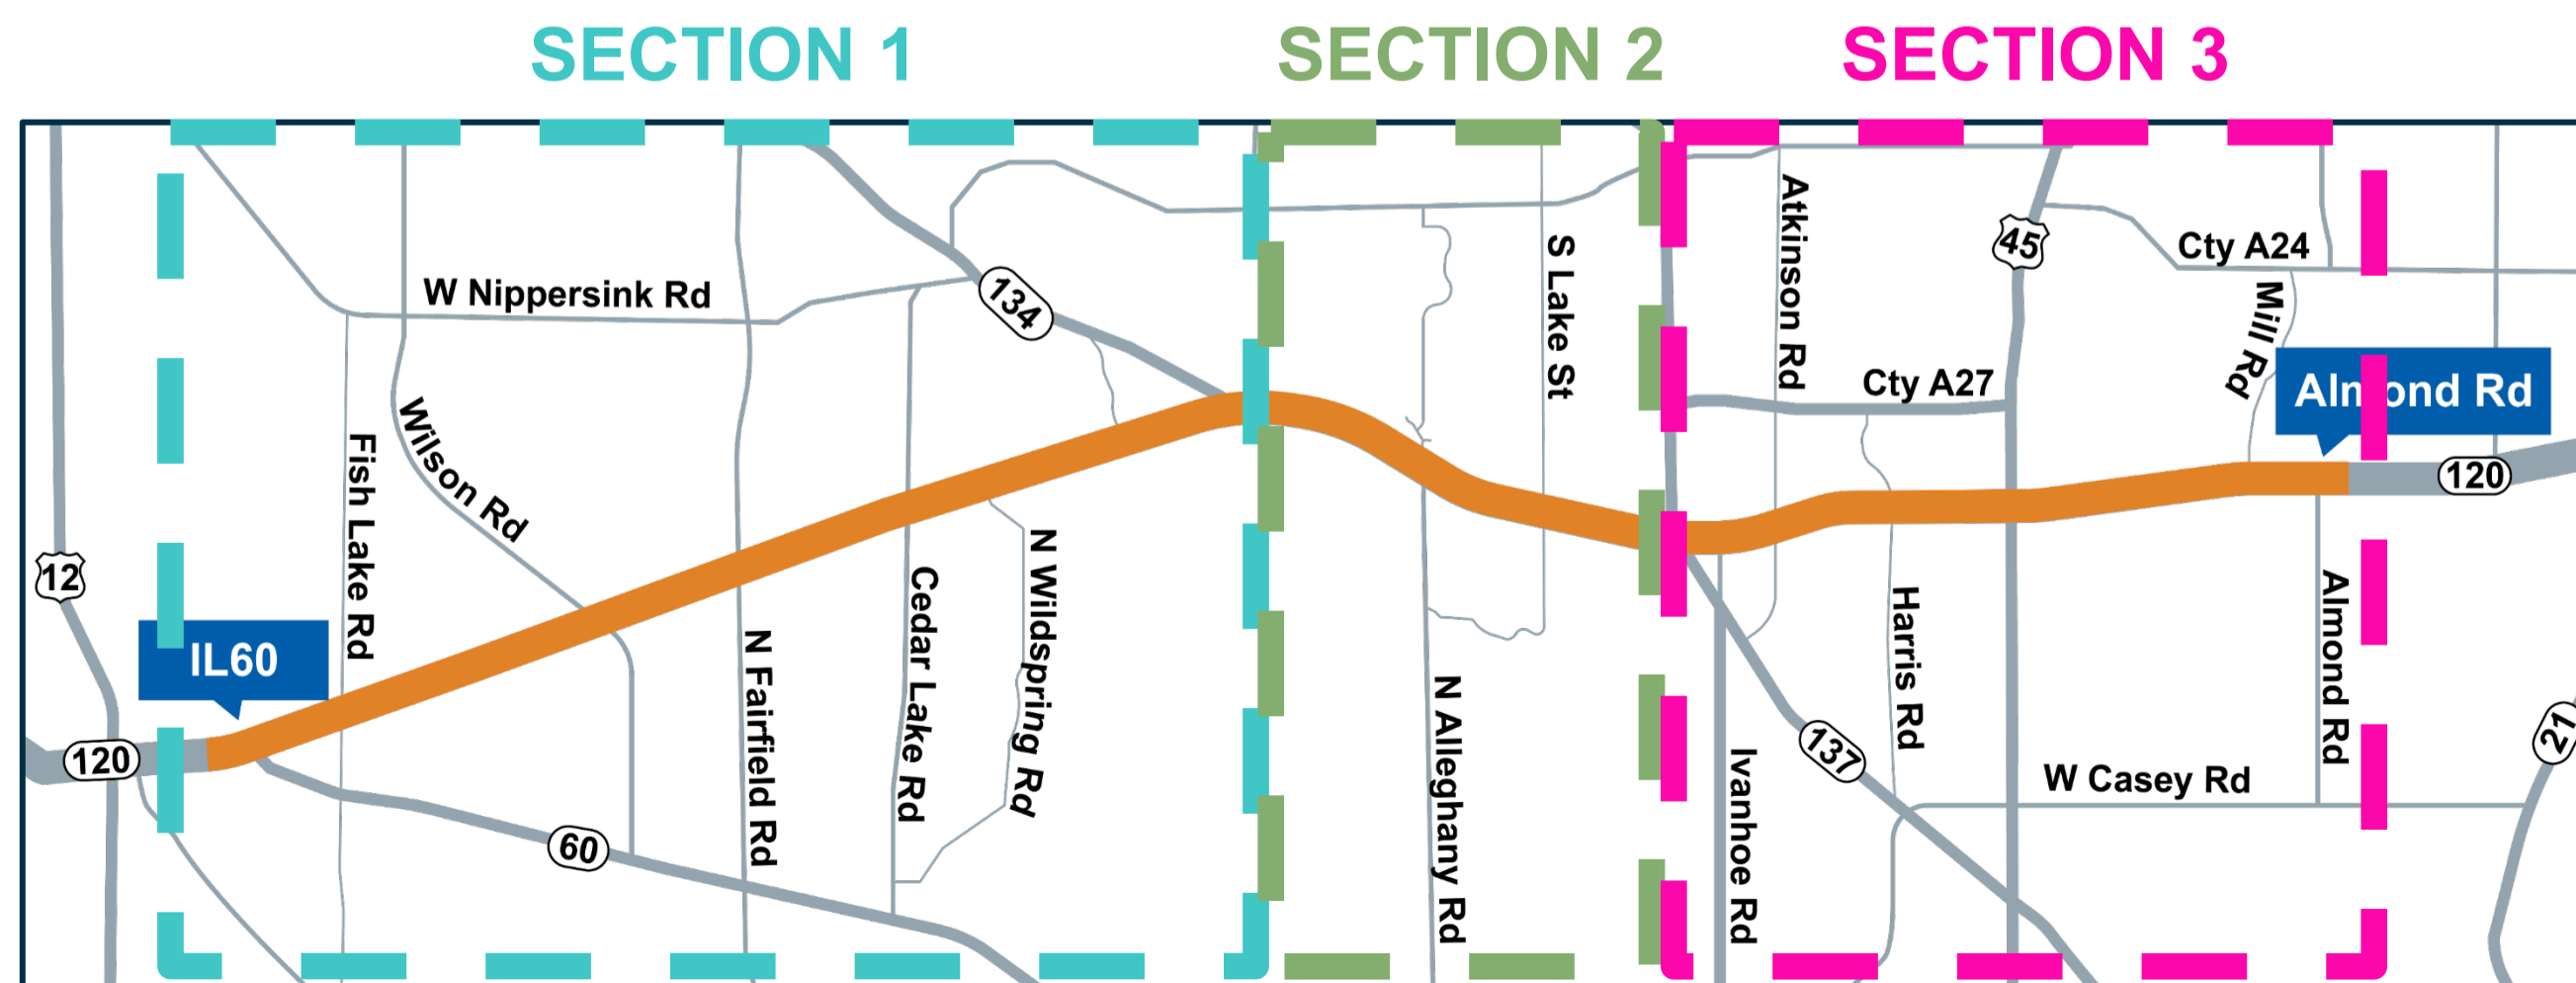 SECTION 1
SECTION 2
SECTION 3
Atkinson Rd
S Lake St
45
Cty A24
W Nippersink Rd
134
Mill Rd
Cty A27
Almond Rd
Wilson Rd
Fish Lake Rd
120
12
N Wildspring Rd
Cedar Lake Rd
Harris Rd
Almond Rd
IL60
N Fairfield Rd
N Alleghany Rd
137
21
120
Ivanhoe Rd
W Casey Rd
60